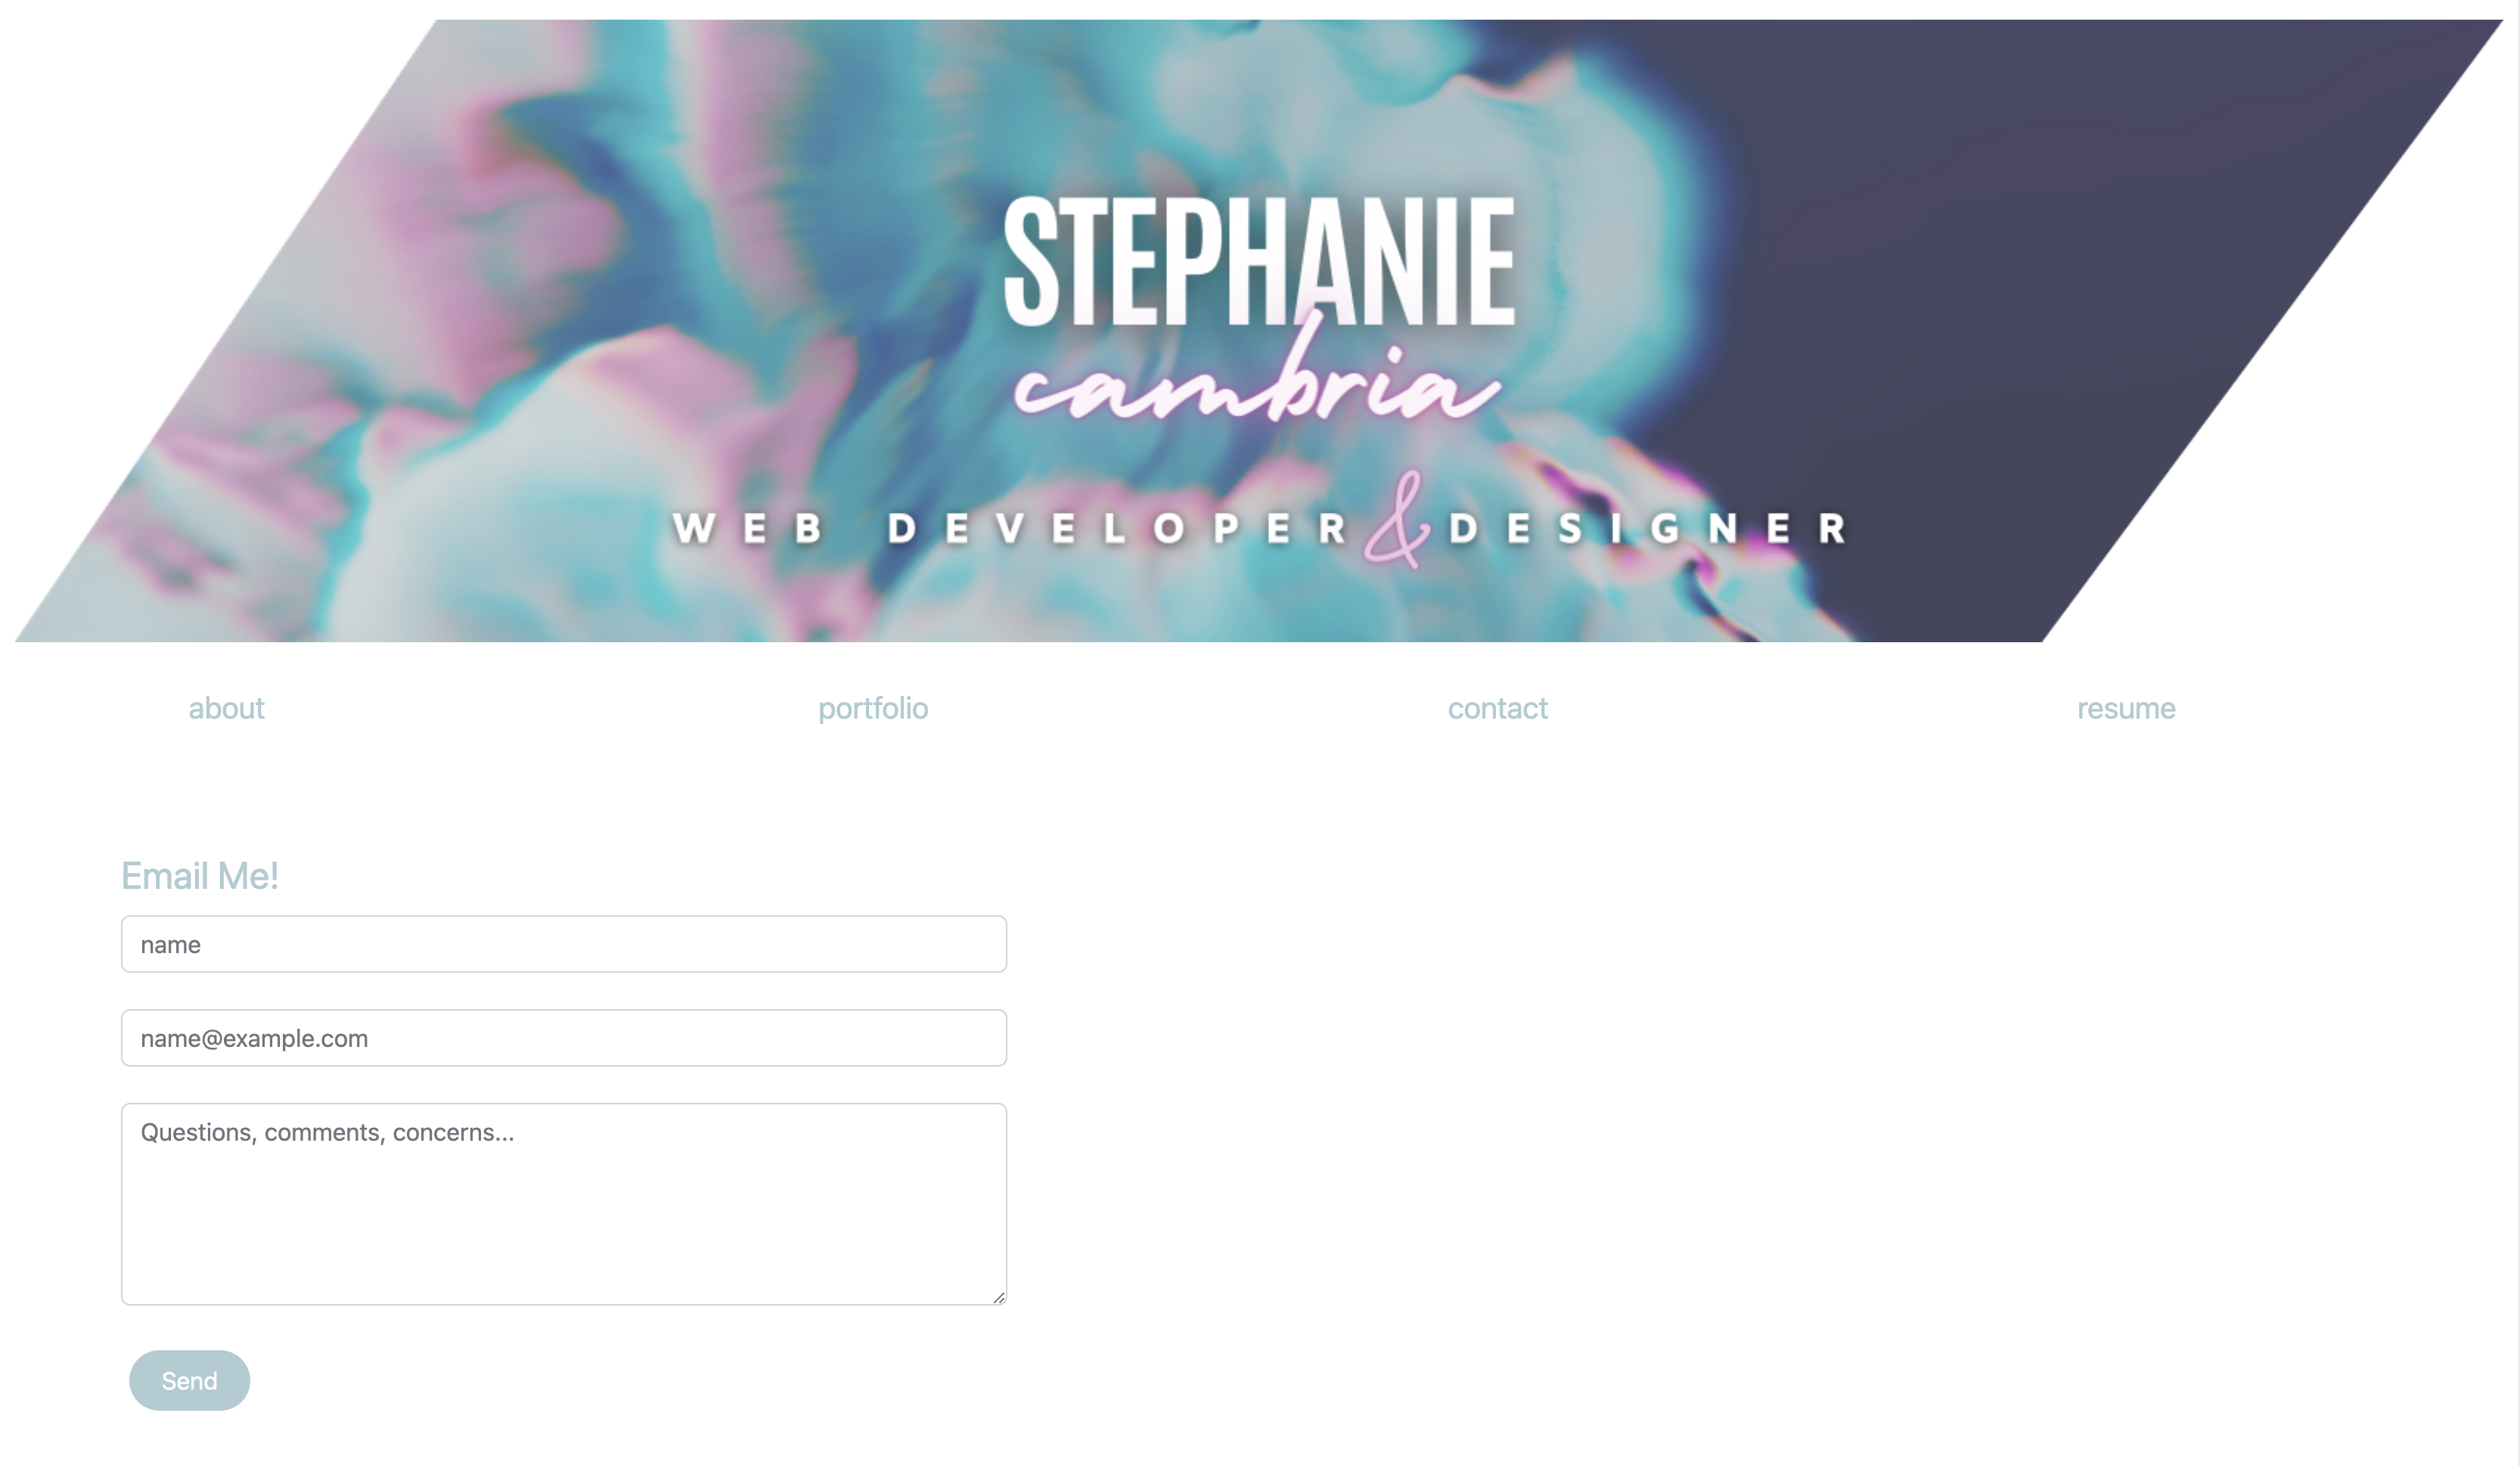 STEPHANIE
cambria
WEB DEVELOPER & DESIGNER
about portfolio contact resume
Email Me!
name
name@example.com
Questions, comments, concerns...
Send